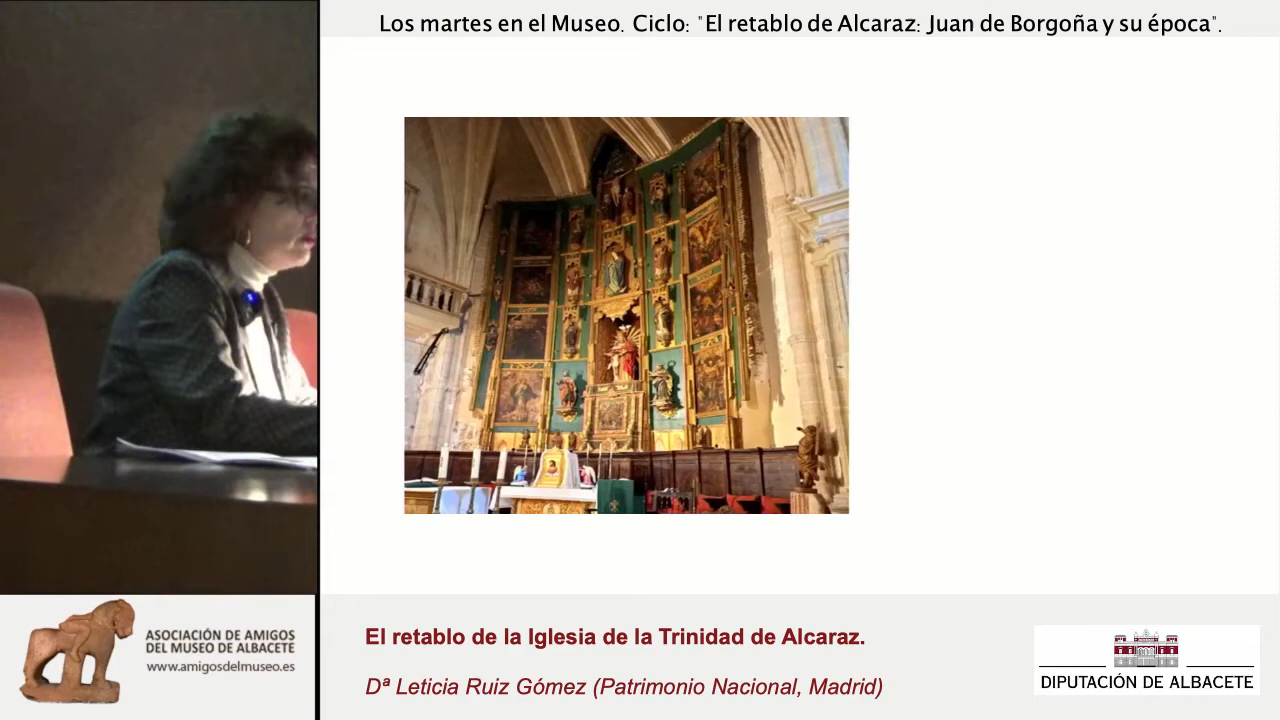 Los martes en el Museo. Ciclo: "El retablo de Alcaraz: Juan de Borgoña y su época".
ASOCIACIÓN DE AMIGOS
DEL MUSEO DE ALBACETE
www.amigosdelmuseo.es
El retablo de la Iglesia de la Trinidad de Alcaraz.
Dª Leticia Ruiz Gómez (Patrimonio Nacional, Madrid)
DIPUTACIÓN DE ALBACETE